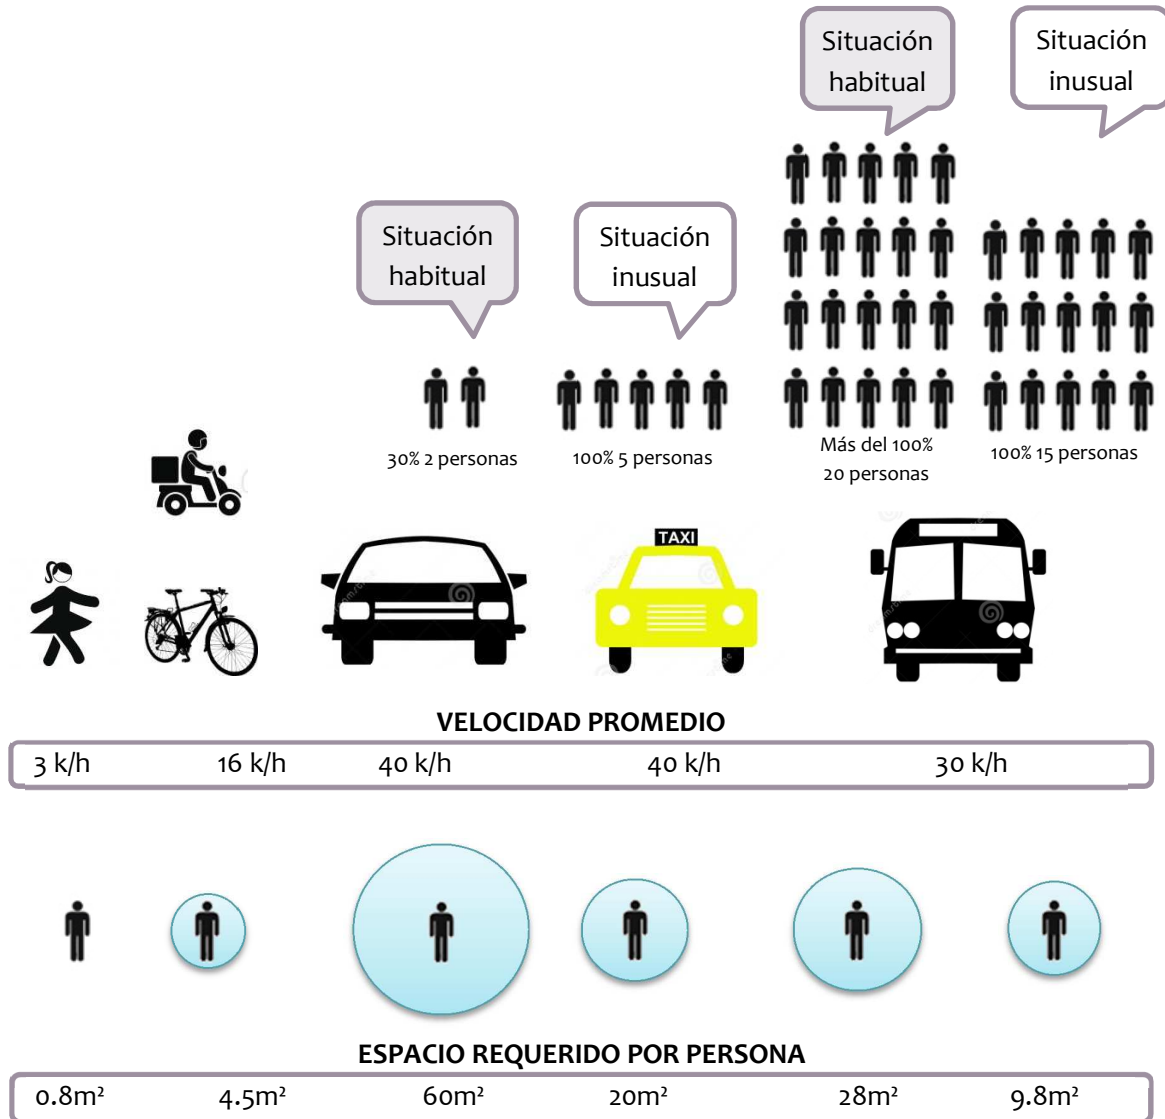 Situación
habitual
Situación
inusual
Situación
habitual
Situación
inusual
30% 2 personas
100% 5 personas
Más del 100%
20 personas
100% 15 personas
TAXI
VELOCIDAD PROMEDIO
3 k/h 16 k/h 40 k/h 40 k/h 30 k/h
ESPACIO REQUERIDO POR PERSONA
0.8m² 4.5m² 60m² 20m² 28m² 9.8m²